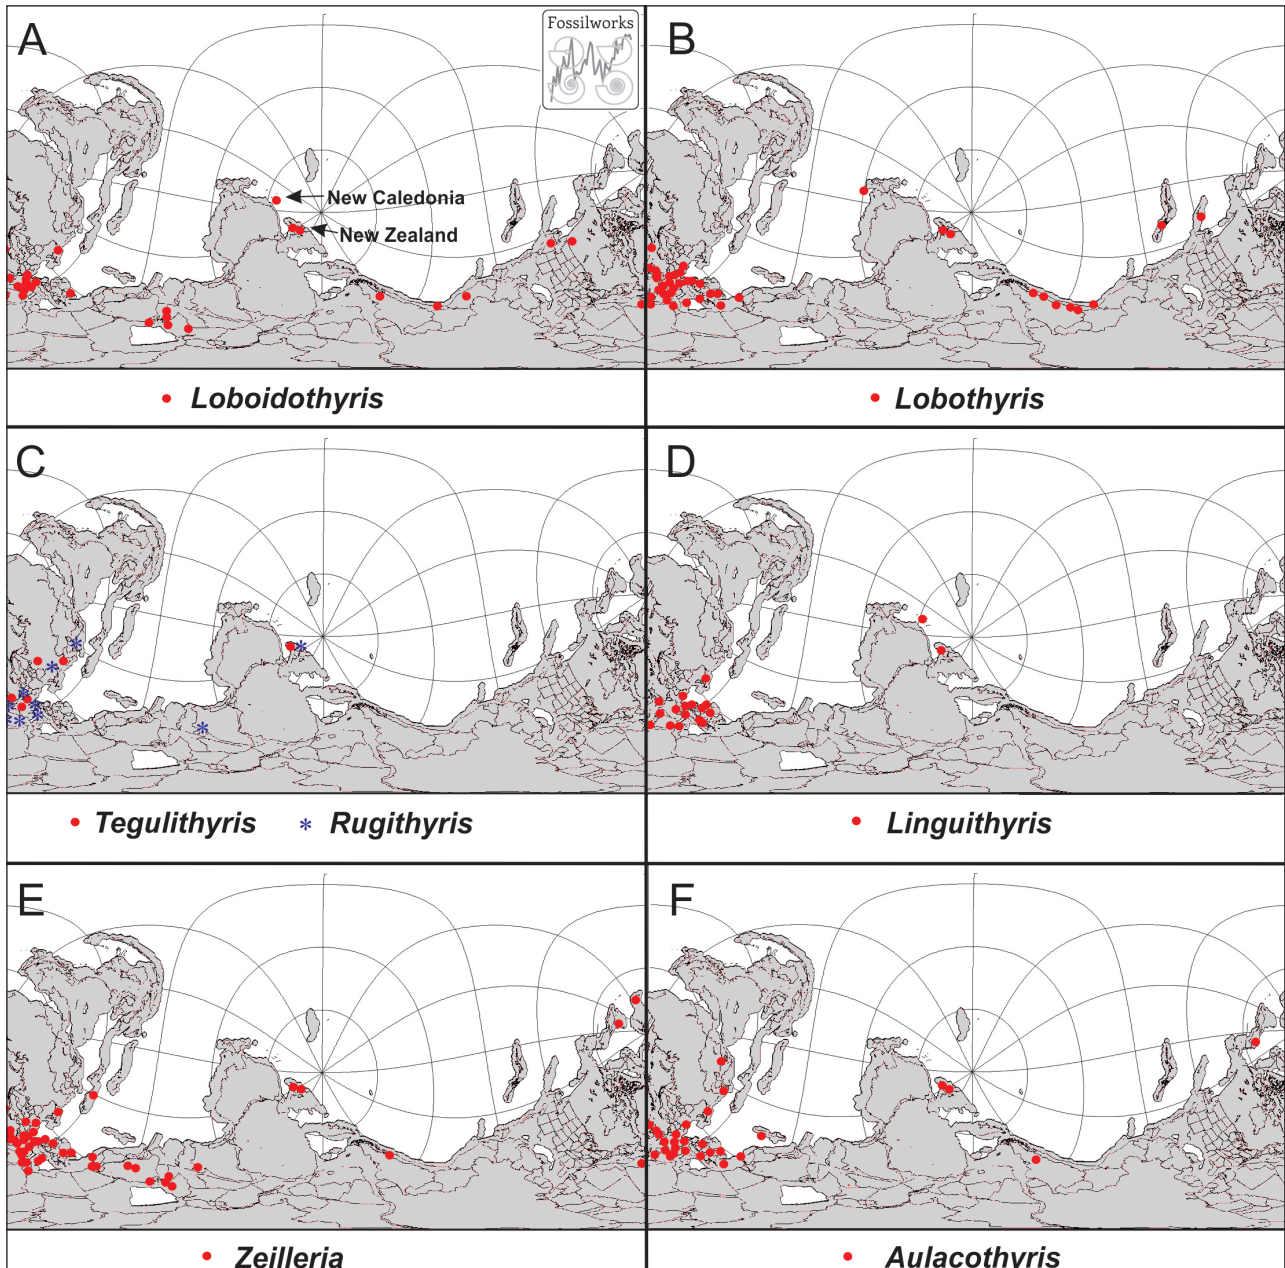 A
Fossilworks
New Caledonia
New Zealand
Loboidothyris
B
Lobothyris
C
Tegulithyris
* Rugithyris
D
Linguithyris
E
Zeilleria
F
Aulacothyris